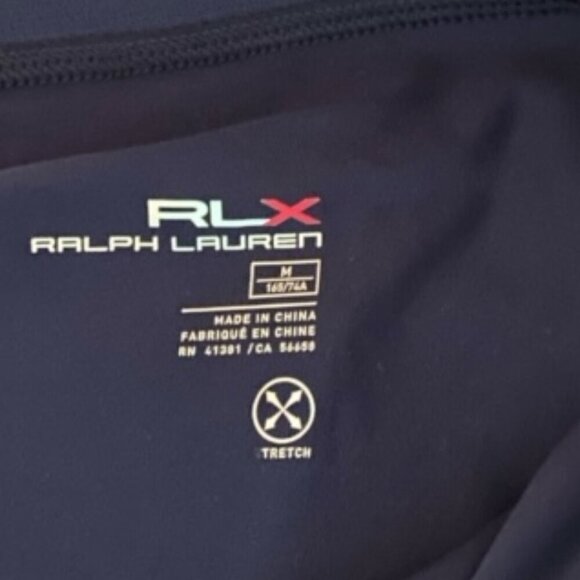 RLX
RALPH LAUREN
M
165/74A
MADE IN CHINA
FABRIQUÉ EN CHINE
RN 41381 /CA 56658
TRETCH